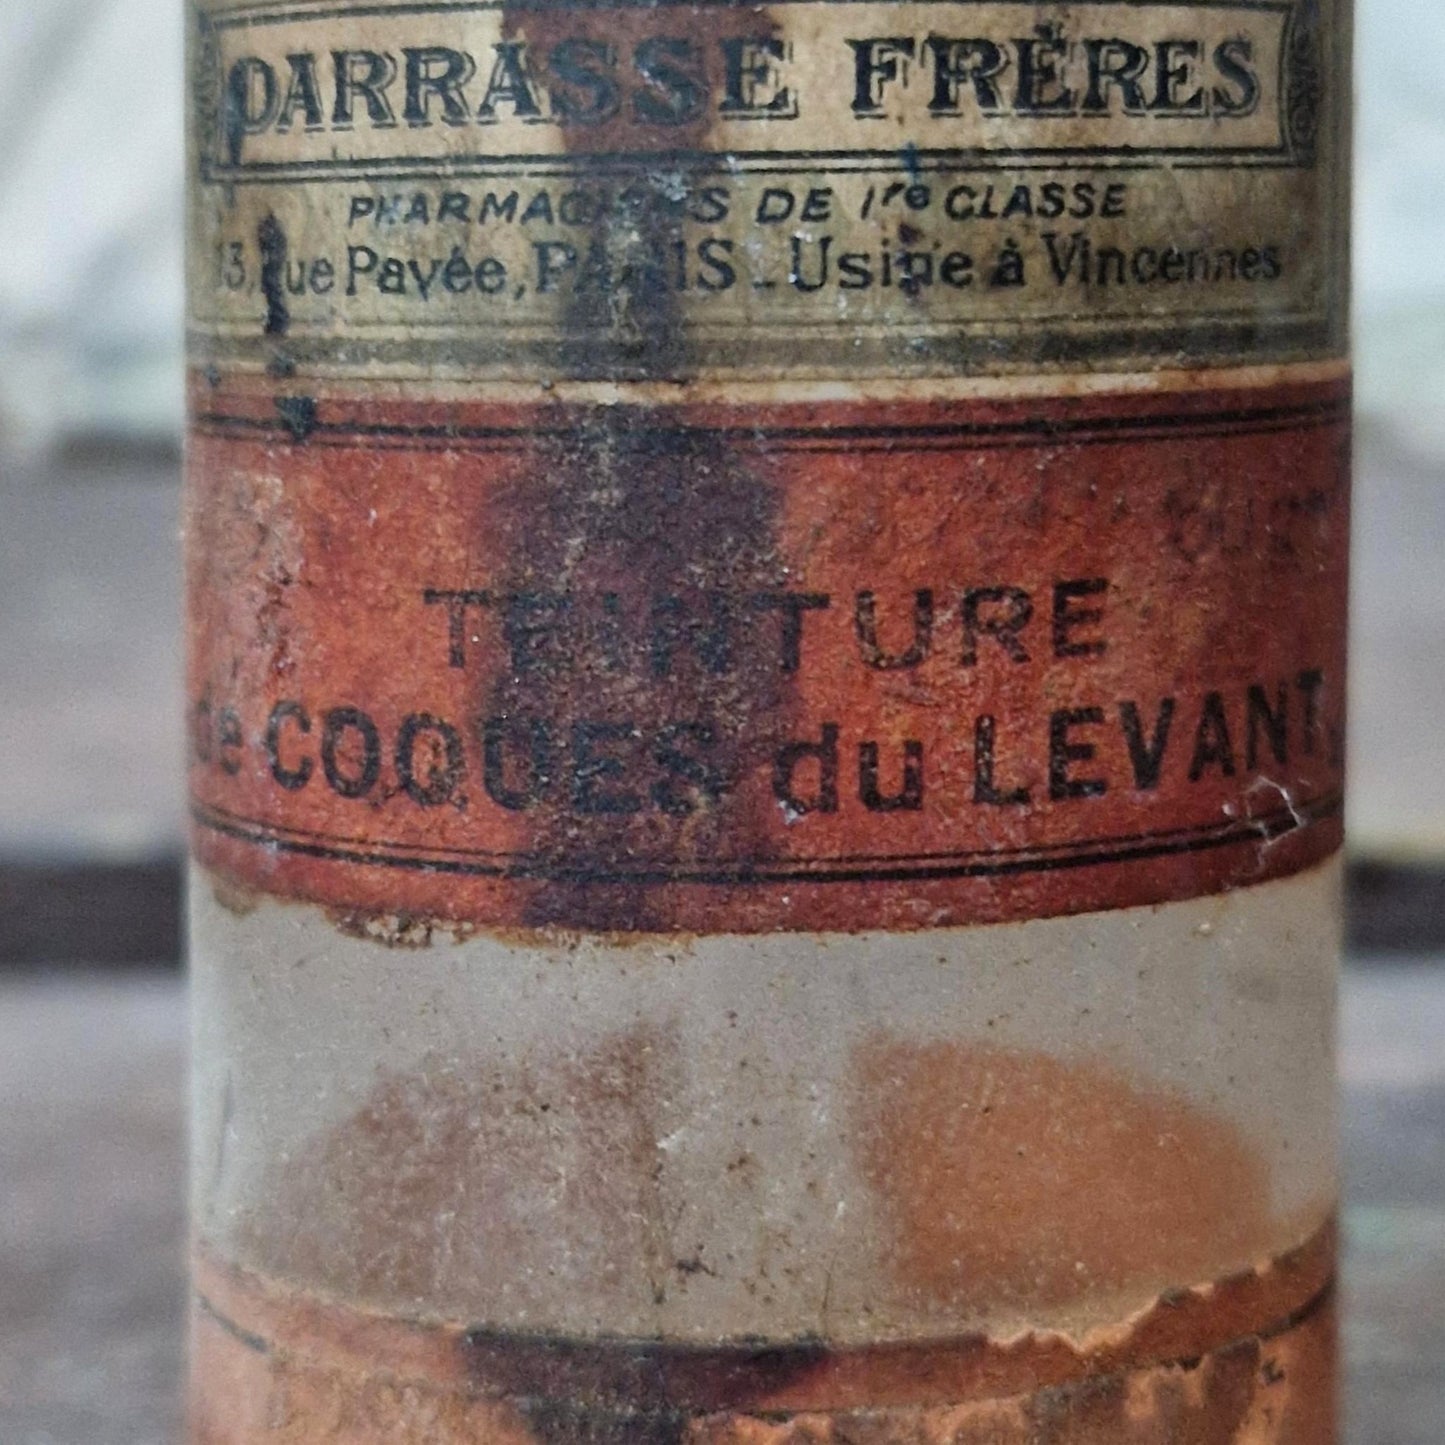 DARRASSE FRÈRES
PHARMACIENS DE 1re CLASSE
13, Rue Pavée, PARIS _ Usine à Vincennes
TEINTURE
de COQUES du LEVANT